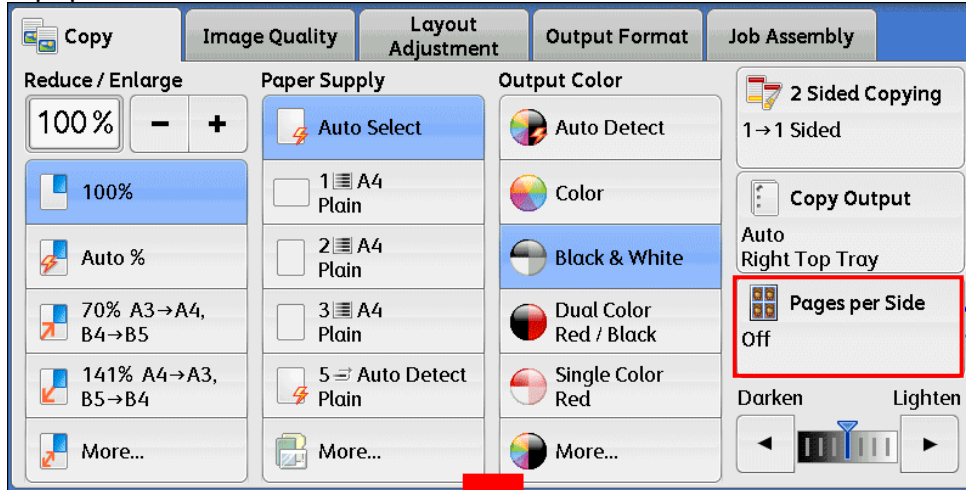 Copy
Image Quality
Layout
Adjustment
Output Format
Job Assembly
Reduce / Enlarge
100%
−
+
100%
Auto %
70% A3→A4,
B4→B5
141% A4→A3,
B5→B4
More...
Paper Supply
Auto Select
1 A4
Plain
2 A4
Plain
3 A4
Plain
5 Auto Detect
Plain
More...
Output Color
Auto Detect
Color
Black & White
Dual Color
Red / Black
Single Color
Red
More...
2 Sided Copying
1→1 Sided
Copy Output
Auto
Right Top Tray
Pages per Side
Off
Darken Lighten